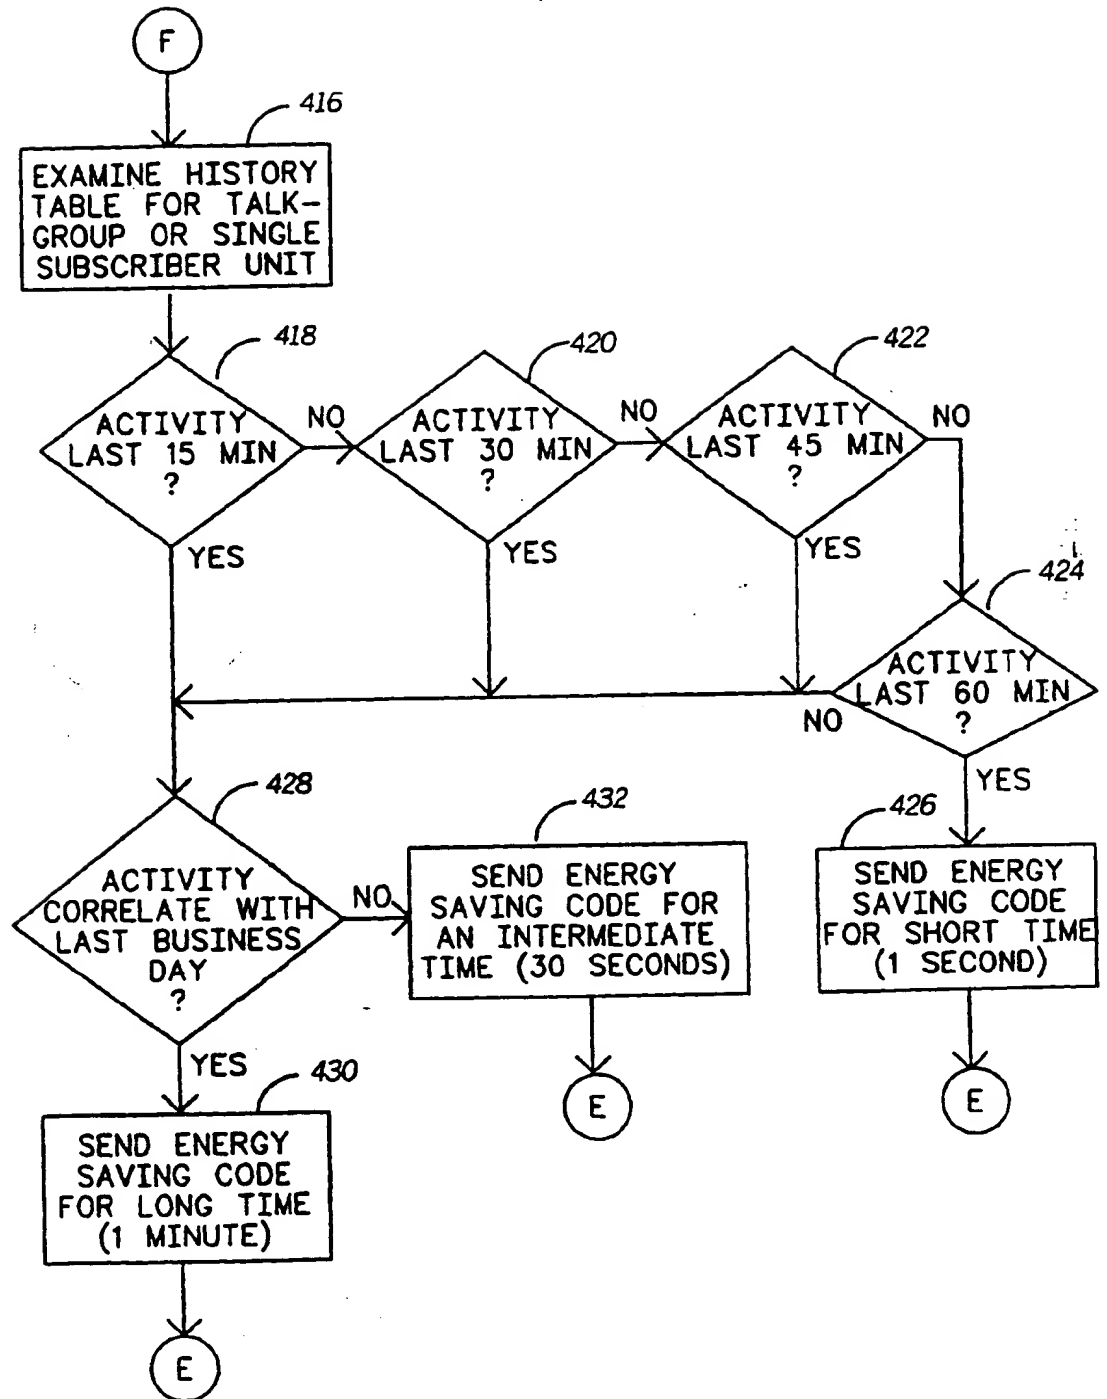 F
416
EXAMINE HISTORY
TABLE FOR TALK-
GROUP OR SINGLE
SUBSCRIBER UNIT
418
ACTIVITY
LAST 15 MIN
?
NO
YES
420
ACTIVITY
LAST 30 MIN
?
NO
YES
422
ACTIVITY
LAST 45 MIN
?
NO
YES
424
ACTIVITY
LAST 60 MIN
?
NO
YES
428
ACTIVITY
CORRELATE WITH
LAST BUSINESS
DAY
?
NO
YES
432
SEND ENERGY
SAVING CODE FOR
AN INTERMEDIATE
TIME (30 SECONDS)
E
426
SEND ENERGY
SAVING CODE
FOR SHORT TIME
(1 SECOND)
E
430
SEND ENERGY
SAVING CODE
FOR LONG TIME
(1 MINUTE)
E